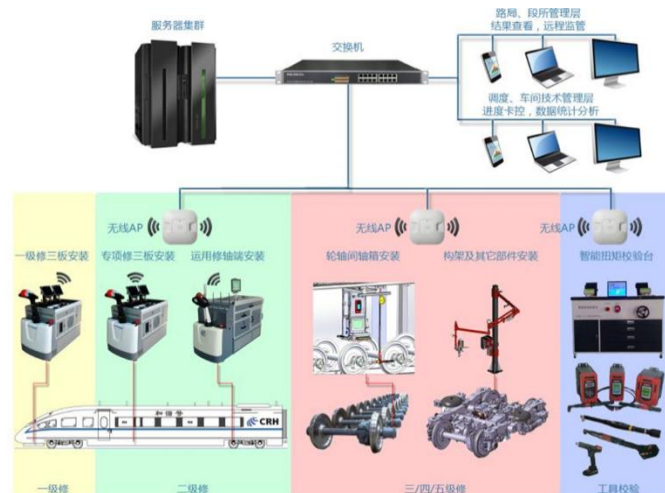 服务器集群
交换机
路局、段所管理层
结果查看，远程监管
调度、车间技术管理层
进度卡控，数据统计分析
无线AP
无线AP
无线AP
一级修三板安装
专项修三板安装
运用修轴端安装
轮轴间轴箱安装
构架及其它部件安装
智能扭矩校验台
和谐号
CRH
一级修
二级修
三/四/五级修
工具校验